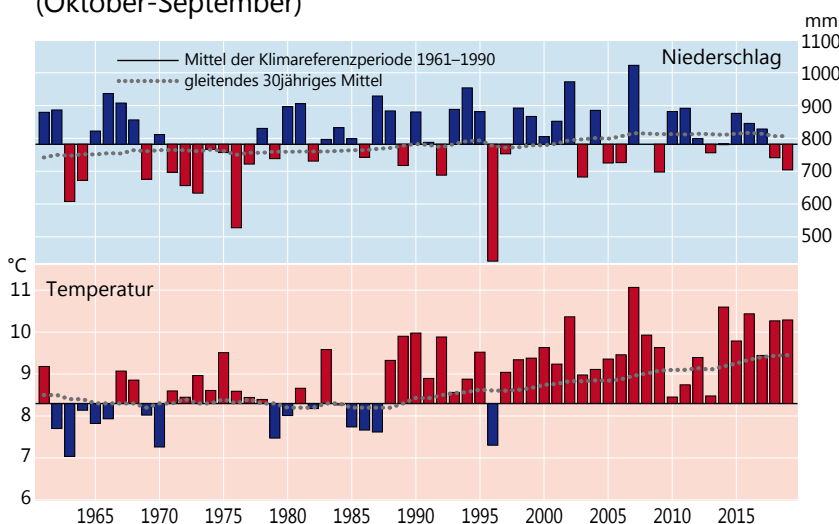 (Oktober-September)
mm
Mittel der Klimareferenzperiode 1961–1990
gleitendes 30jähriges Mittel
Niederschlag
1100
1000
900
800
700
600
500
°C
Temperatur
11
10
9
8
7
6
1965 1970 1975 1980 1985 1990 1995 2000 2005 2010 2015